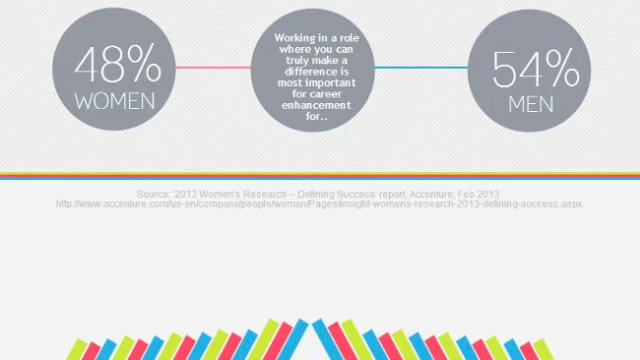 48%
WOMEN
Working in a role
where you can
truly make a
difference is
most important
for career
enhancement
for..
54%
MEN
Source: '2013 Women's Research – Defining Success' report, Accenture, Feb 2013
http://www.accenture.com/us-en/company/people/women/Pages/insight-womens-research-2013-defining-success.aspx